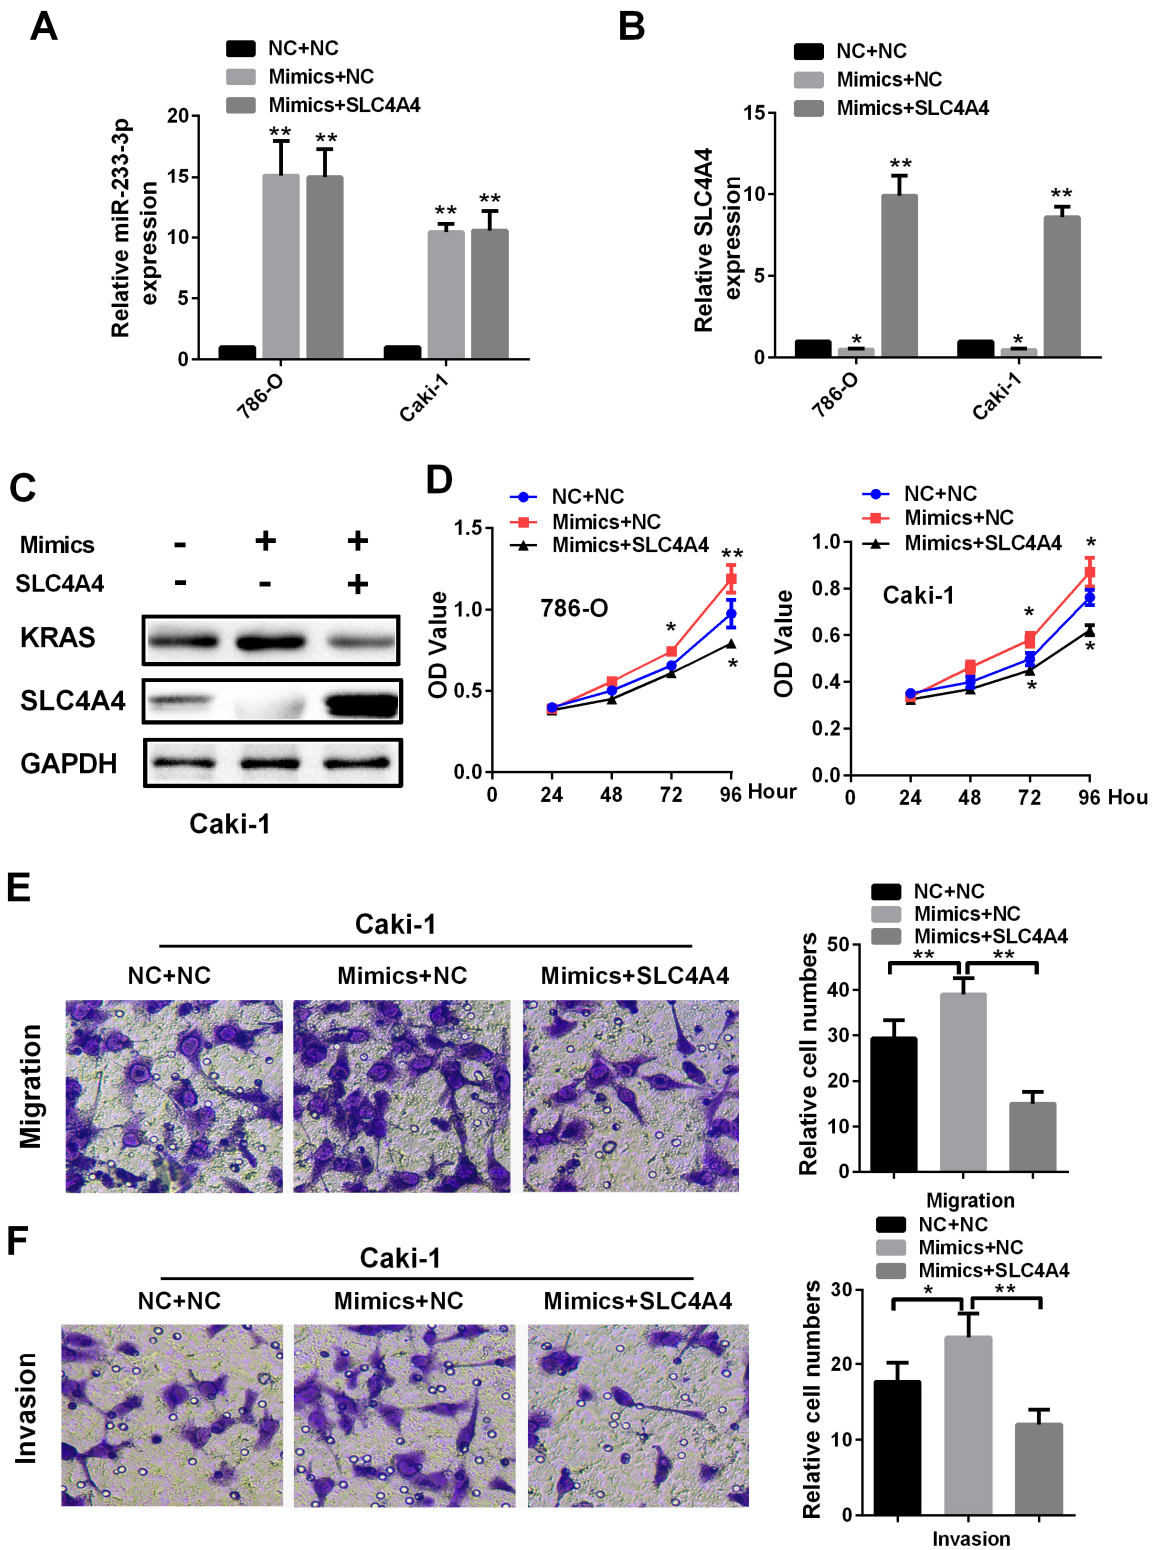 A
NC+NC
Mimics+NC
Mimics+SLC4A4
Relative miR-233-3p
expression
20
15
10
5
0
** ** ** **
786-O Caki-1
B
NC+NC
Mimics+NC
Mimics+SLC4A4
Relative SLC4A4
expression
15
10
5
0
* ** * **
786-O Caki-1
C
Mimics - + +
SLC4A4 - - +
KRAS
SLC4A4
GAPDH
Caki-1
D
NC+NC
Mimics+NC
Mimics+SLC4A4
786-O
OD Value
1.5
1.0
0.5
0.0
* ** *
0 24 48 72 96 Hour
NC+NC
Mimics+NC
Mimics+SLC4A4
Caki-1
OD Value
1.0
0.8
0.6
0.4
0.2
0.0
* * * *
0 24 48 72 96 Hou
E
Caki-1
NC+NC Mimics+NC Mimics+SLC4A4
Migration
NC+NC
Mimics+NC
Mimics+SLC4A4
Relative cell numbers
50
40
30
20
10
0
** **
Migration
F
Caki-1
NC+NC Mimics+NC Mimics+SLC4A4
Invasion
NC+NC
Mimics+NC
Mimics+SLC4A4
Relative cell numbers
30
20
10
0
* **
Invasion